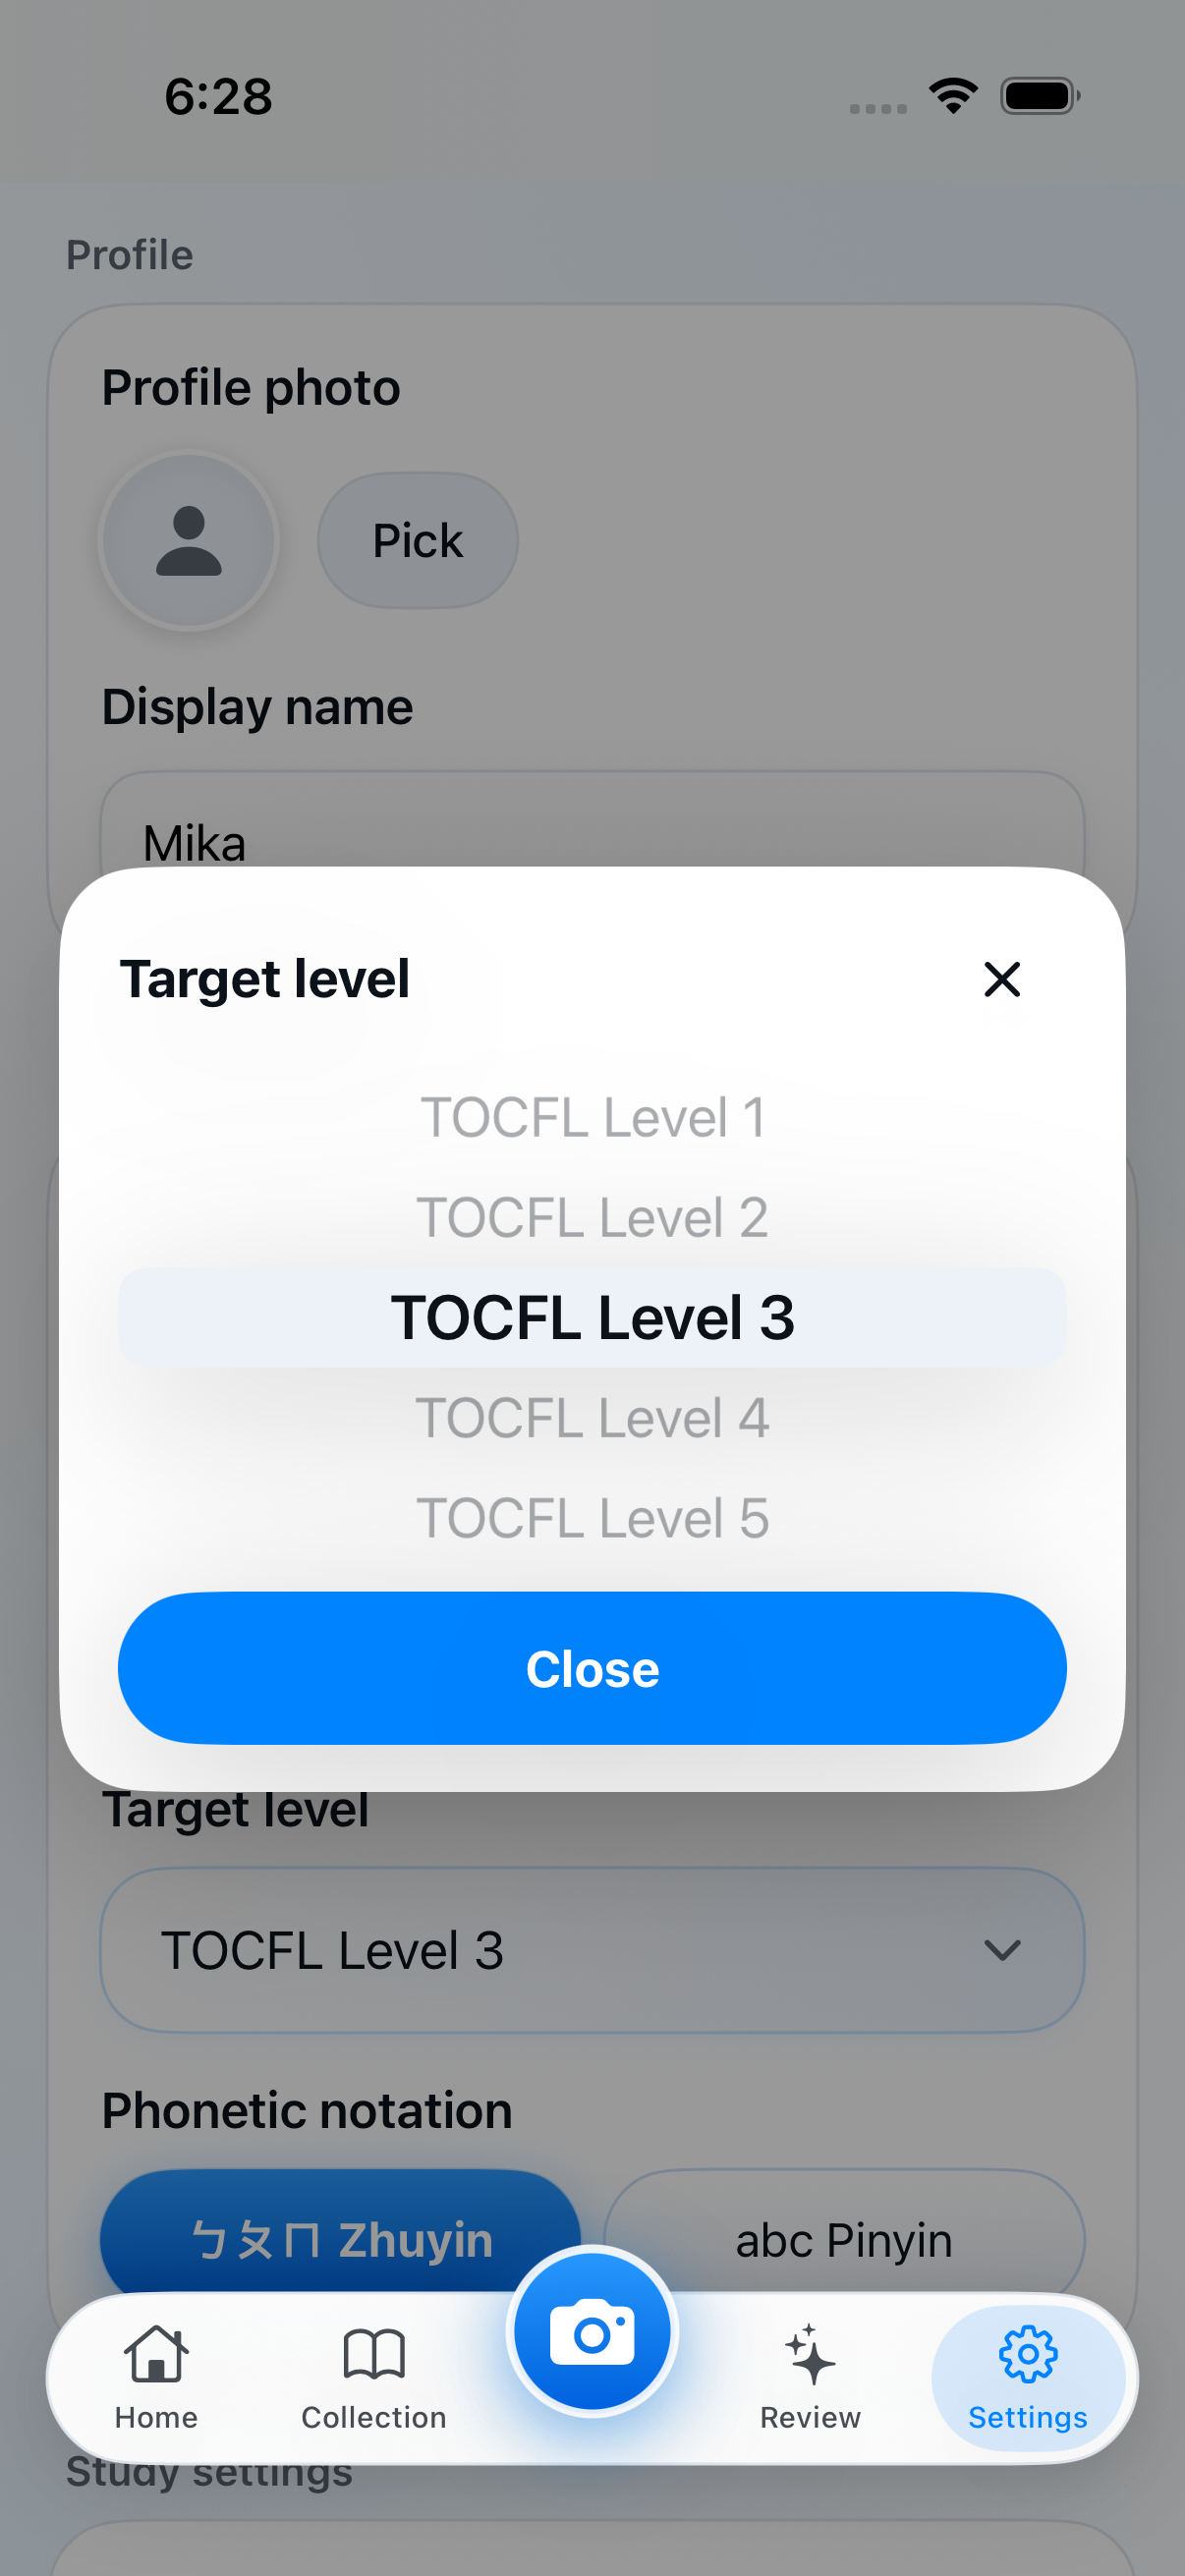 6:28
Profile
Profile photo
Pick
Display name
Mika
Target level
TOCFL Level 1
TOCFL Level 2
TOCFL Level 3
TOCFL Level 4
TOCFL Level 5
Close
Target level
TOCFL Level 3
Phonetic notation
ㄅㄆㄇ Zhuyin
abc Pinyin
Home
Collection
Review
Settings
Study settings